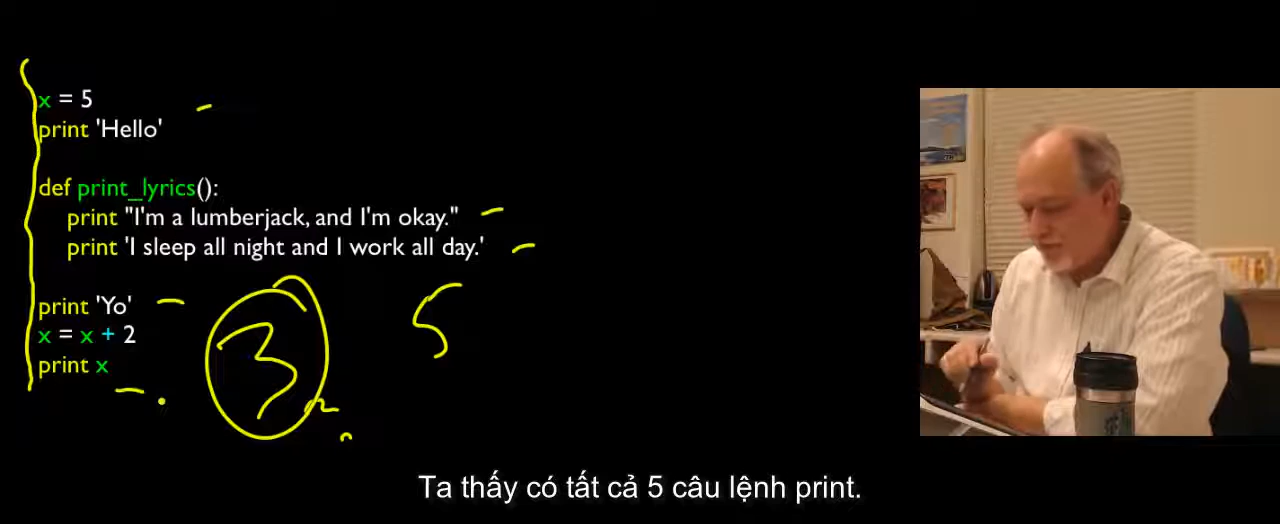 x = 5
print 'Hello'
def print_lyrics():
print "I'm a lumberjack, and I'm okay."
print 'I sleep all night and I work all day.'
print 'Yo'
x = x + 2
print x
3
5
Ta thấy có tất cả 5 câu lệnh print.